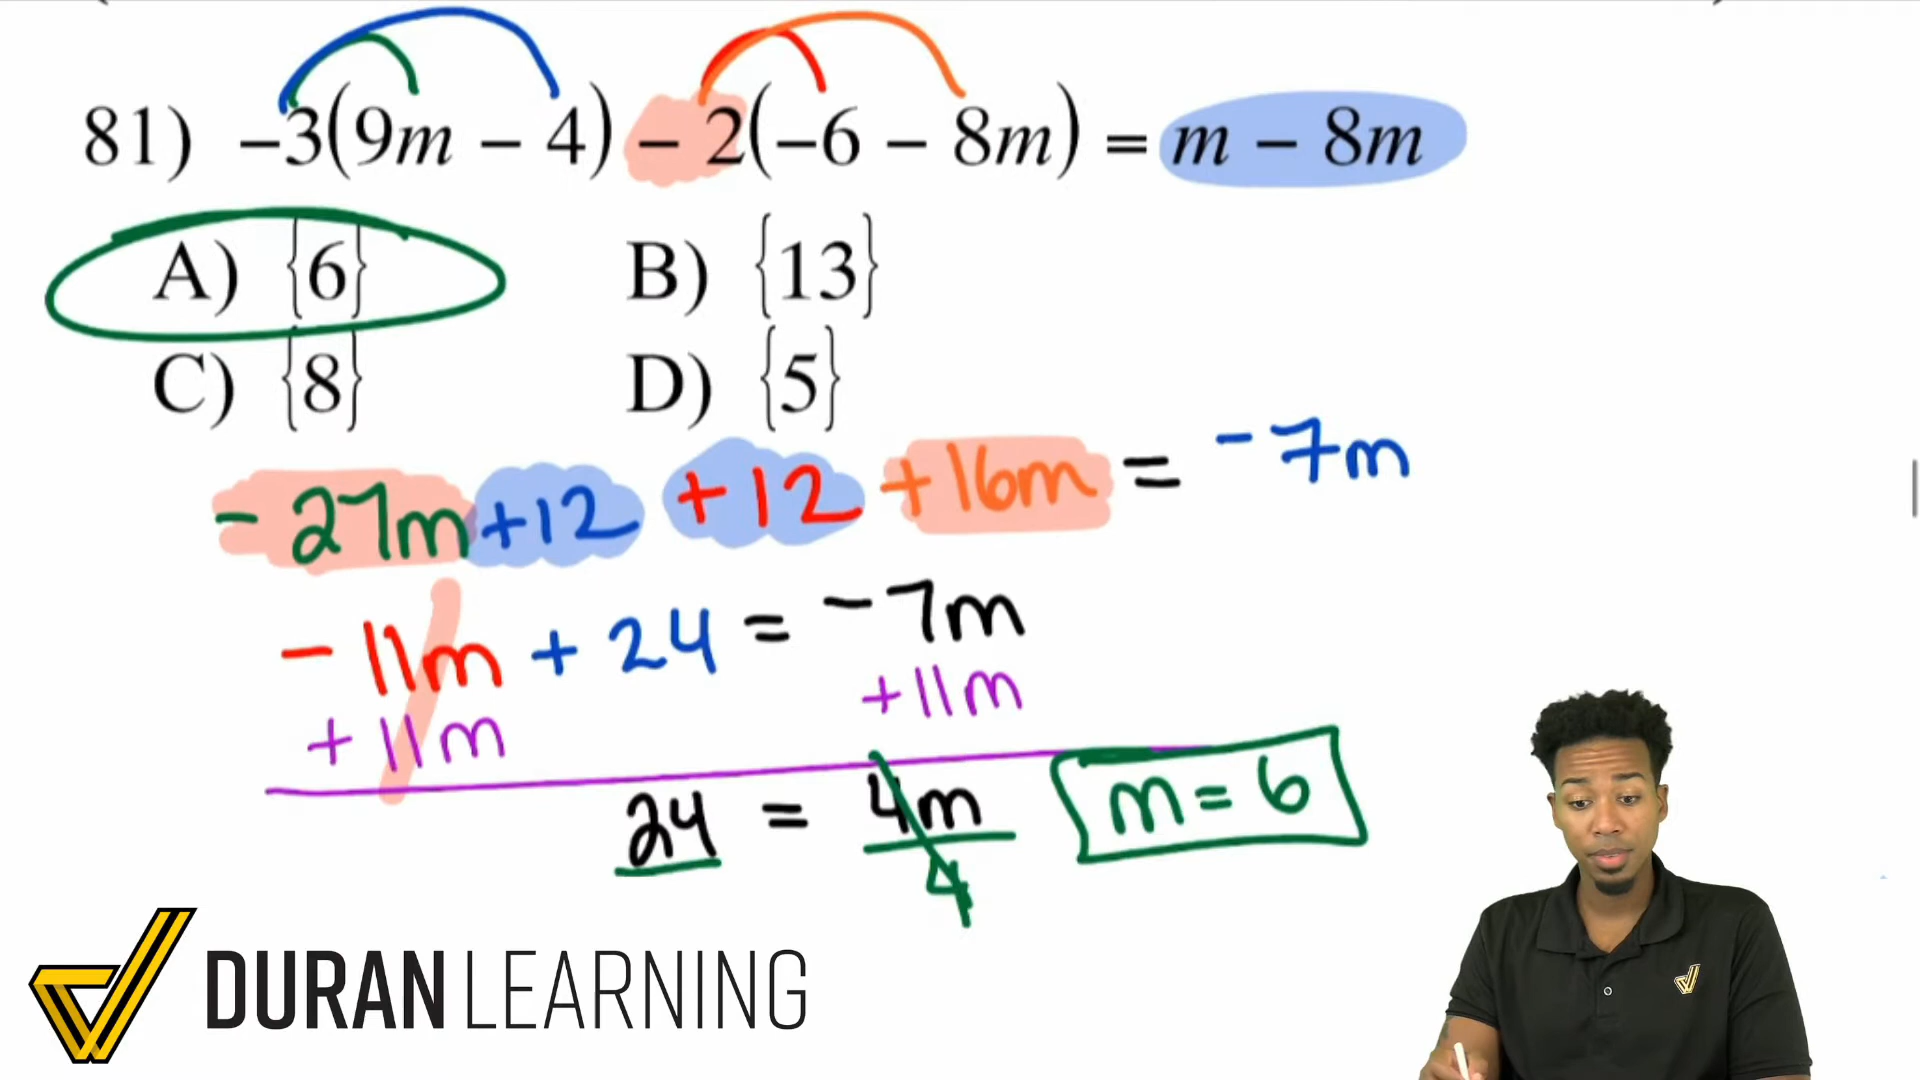 81) −3(9m − 4) − 2(−6 − 8m) = m − 8m
A) {6} B) {13}
C) {8} D) {5}
- 27m +12 +12 +16m = -7m
- 11m + 24 = -7m
+ 11m +11m
24 = 4m m = 6
4
DURAN LEARNING